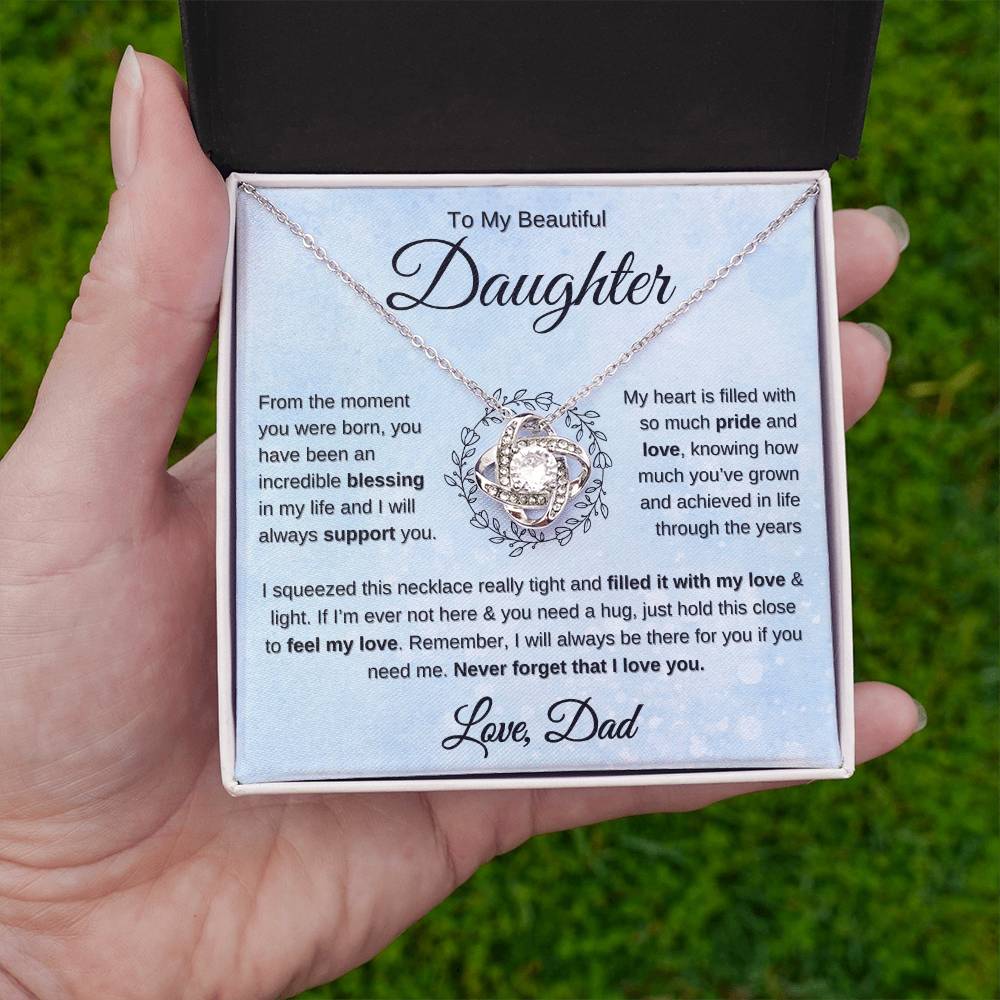 To My Beautiful
Daughter
From the moment
you were born, you
have been an
incredible blessing
in my life and I will
always support you.
My heart is filled with
so much pride and
love, knowing how
much you've grown
and achieved in life
through the years
I squeezed this necklace really tight and filled it with my love &
light. If I'm ever not here & you need a hug, just hold this close
to feel my love. Remember, I will always be there for you if you
need me. Never forget that I love you.
Love, Dad